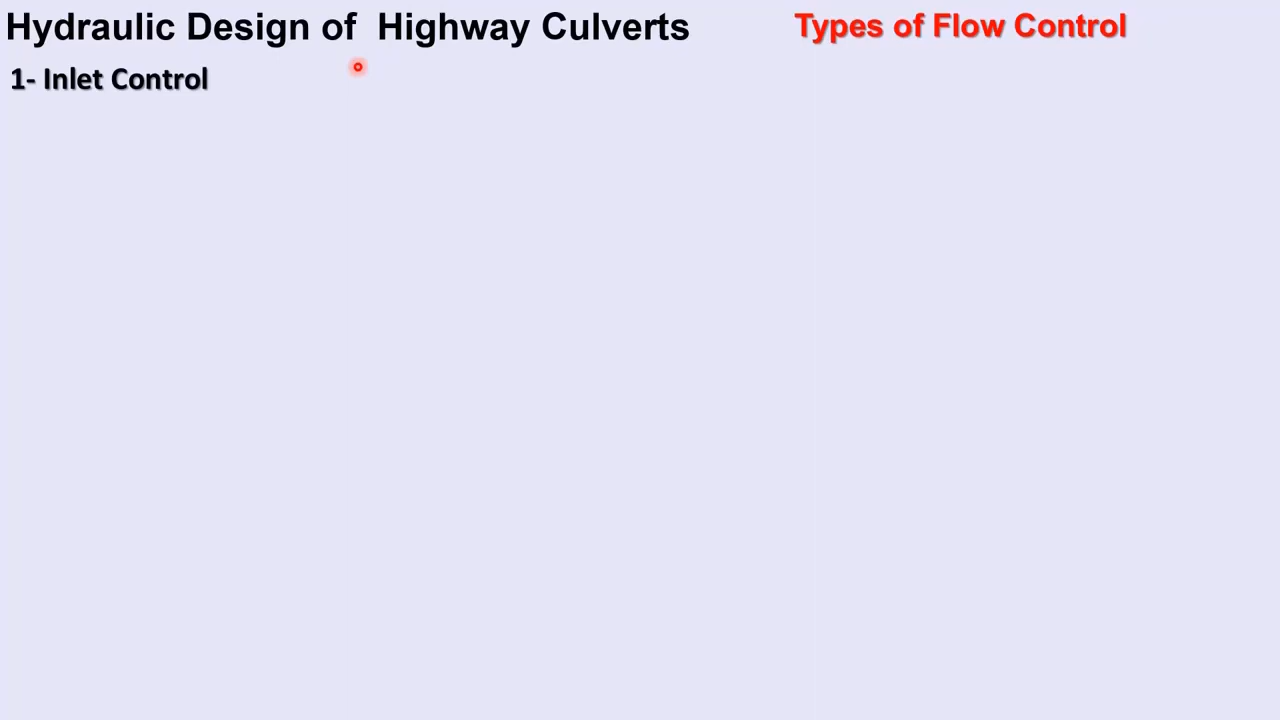 Hydraulic Design of  Highway Culverts
Types of Flow Control
1- Inlet Control